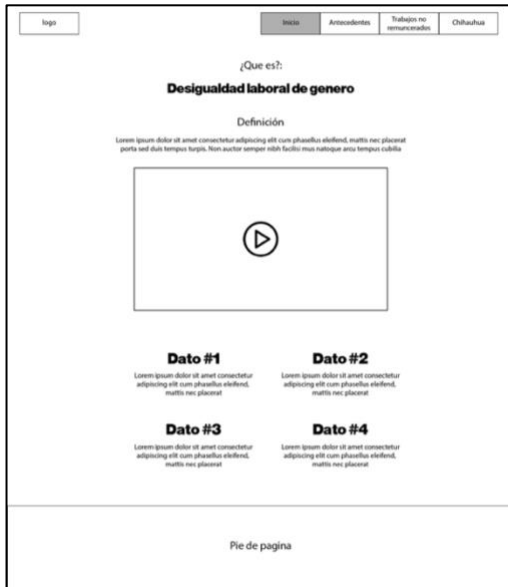 logo
Inicio
Antecedentes
Trabajos no
remuncerados
Chihauhua
¿Que es?:
Desigualdad laboral de genero
Definición
Lorem ipsum dolor sit amet consectetur adipiscing elit cum phasellus eleifend, mattis nec placerat
porta sed duis tempus turpis. Non auctor semper nibh facilisi mus natoque arcu tempus cubilia
Dato #1
Lorem ipsum dolor sit amet consectetur
adipiscing elit cum phasellus eleifend,
mattis nec placerat
Dato #2
Lorem ipsum dolor sit amet consectetur
adipiscing elit cum phasellus eleifend,
mattis nec placerat
Dato #3
Lorem ipsum dolor sit amet consectetur
adipiscing elit cum phasellus eleifend,
mattis nec placerat
Dato #4
Lorem ipsum dolor sit amet consectetur
adipiscing elit cum phasellus eleifend,
mattis nec placerat
Pie de pagina